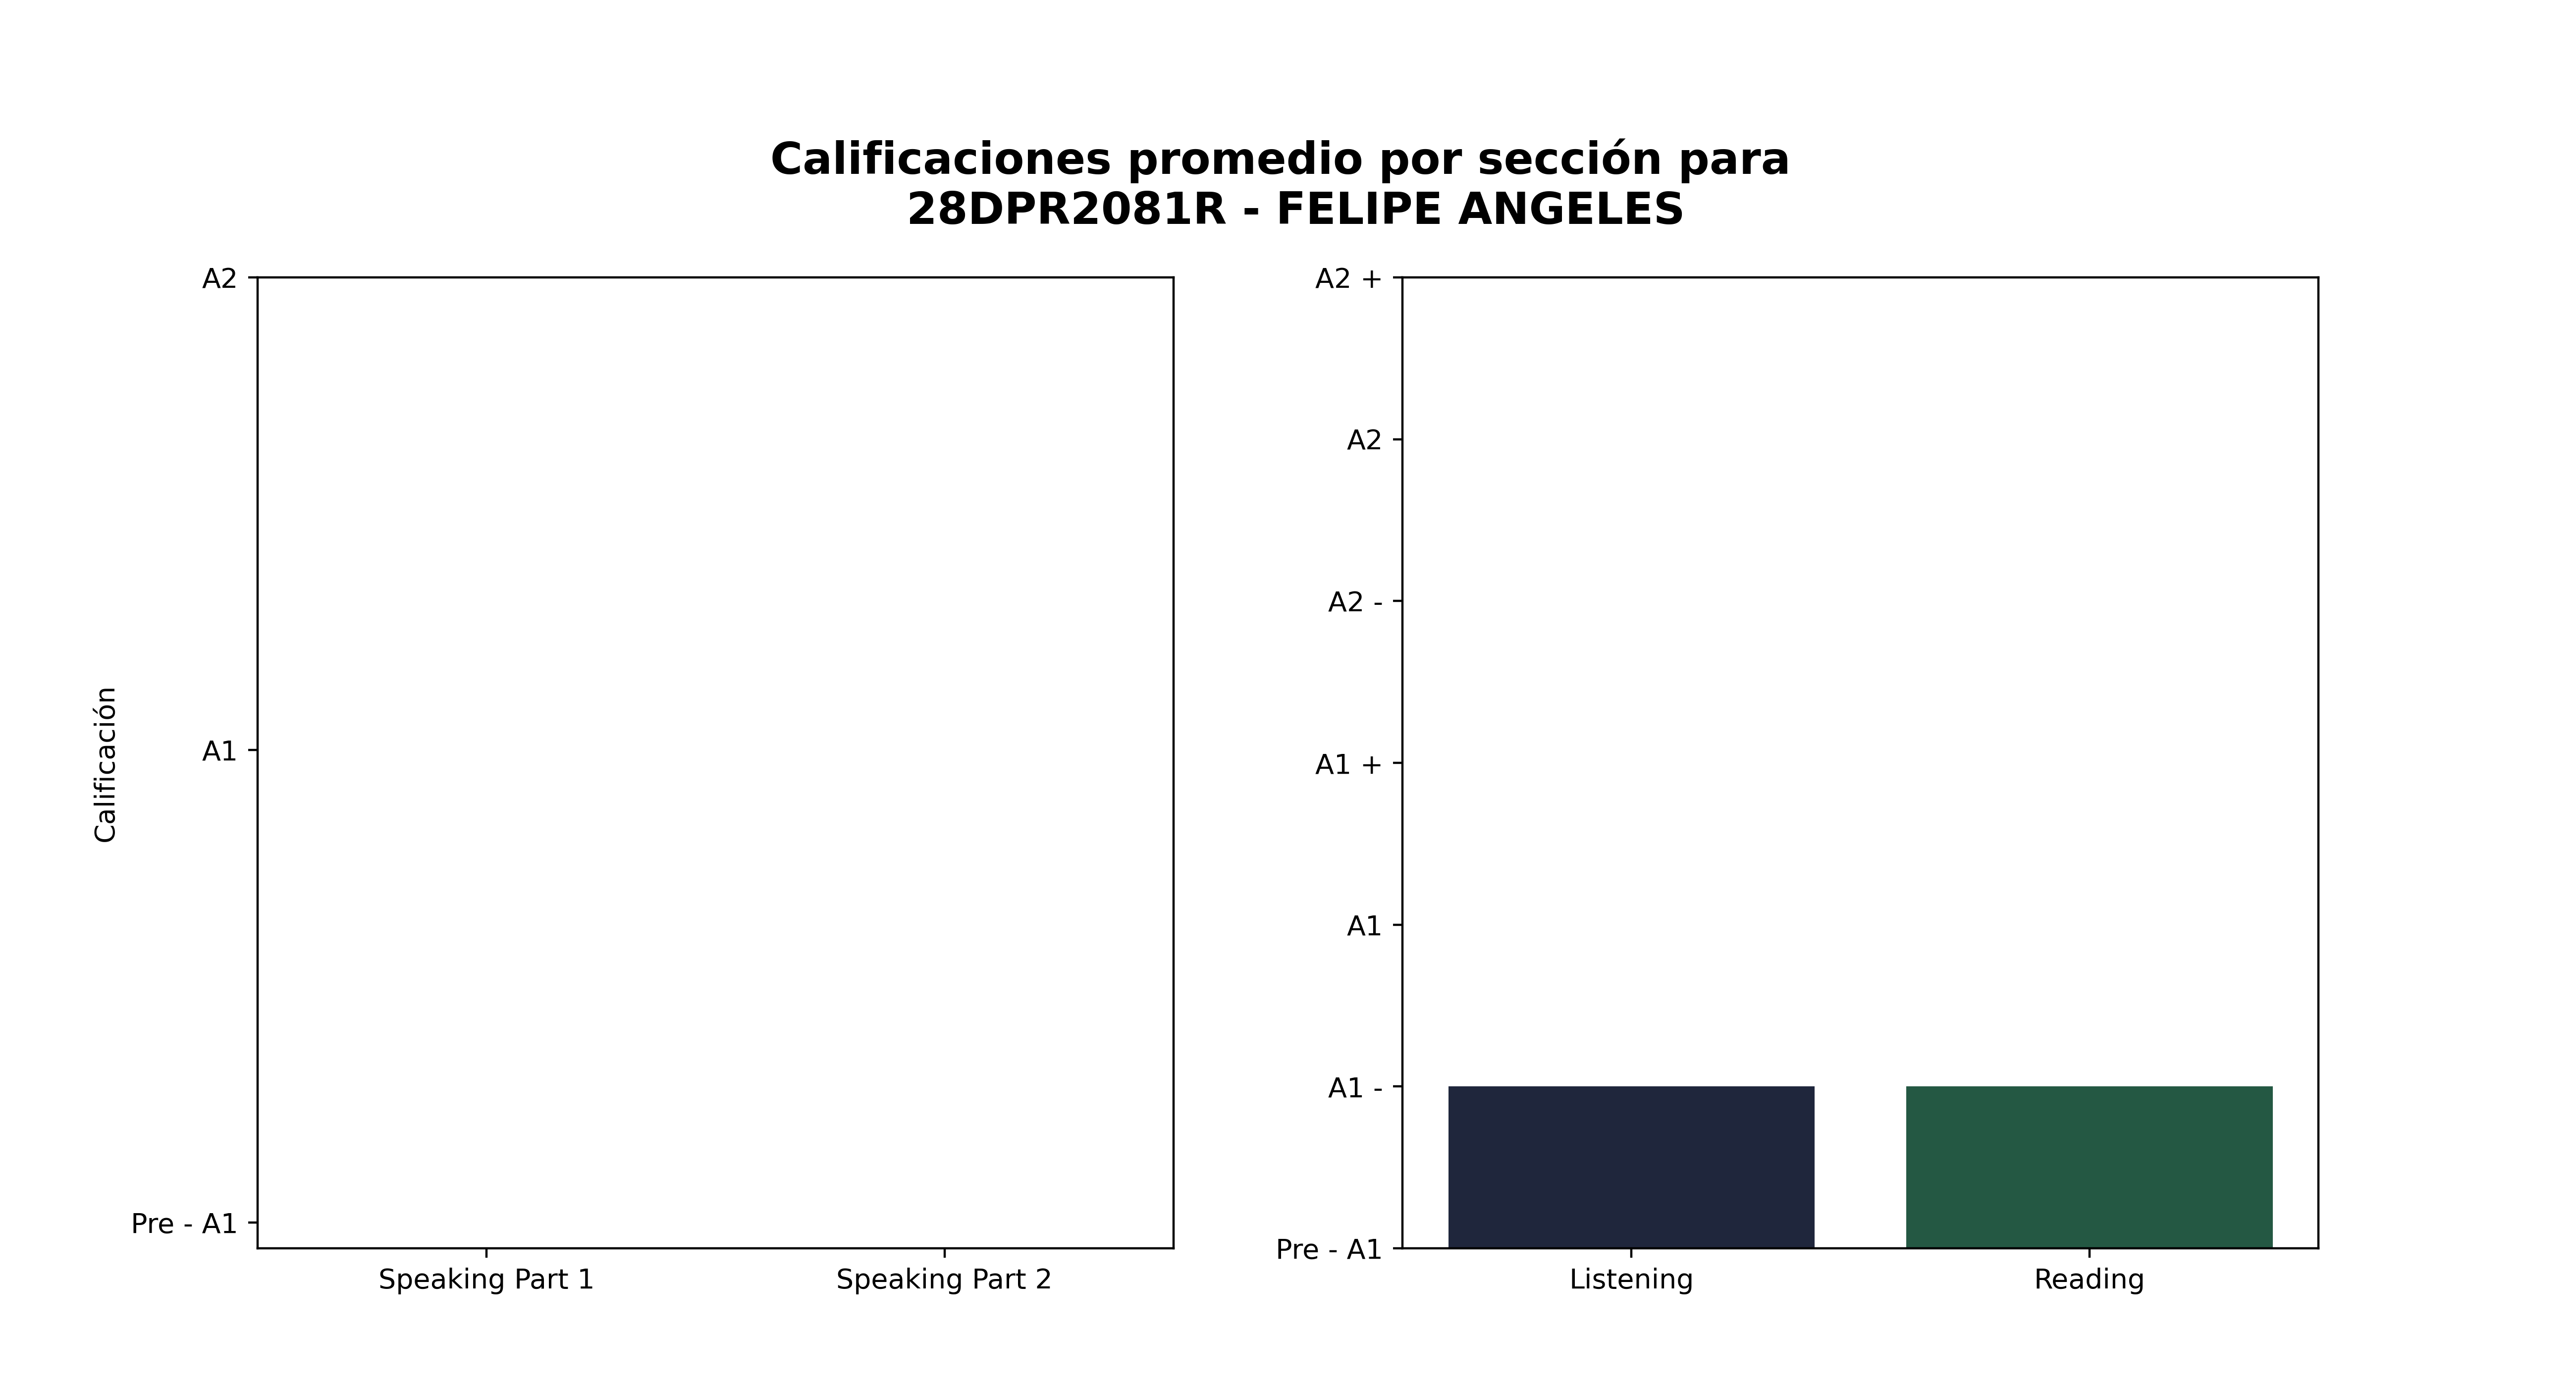 Calificaciones promedio por sección para
28DPR2081R - FELIPE ANGELES
Calificación
A2
A1
Pre - A1
Speaking Part 1
Speaking Part 2
A2 +
A2
A2 -
A1 +
A1
A1 -
Pre - A1
Listening
Reading